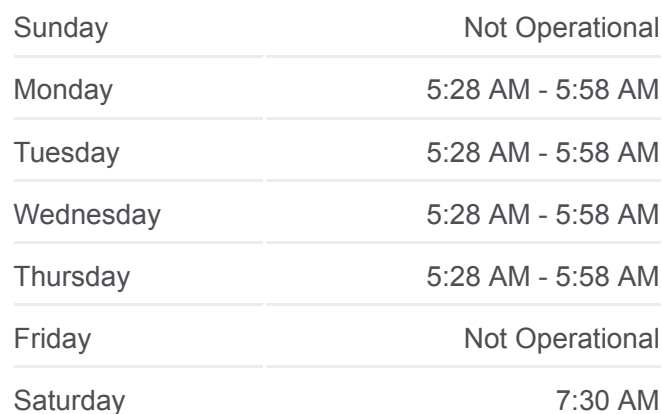 Sunday Not Operational
Monday 5:28 AM - 5:58 AM
Tuesday 5:28 AM - 5:58 AM
Wednesday 5:28 AM - 5:58 AM
Thursday 5:28 AM - 5:58 AM
Friday Not Operational
Saturday 7:30 AM